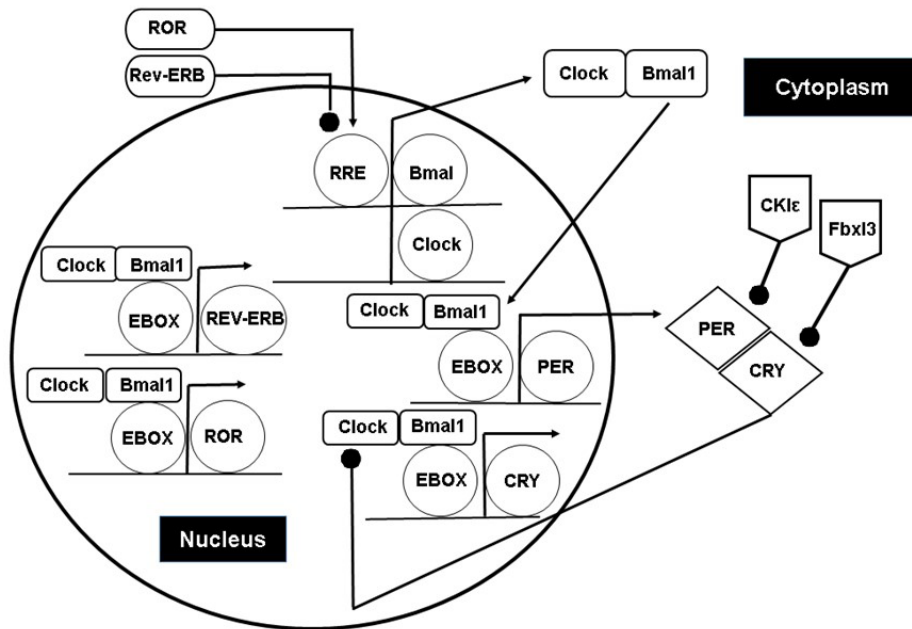 ROR
Rev-ERB
Clock Bmal1
Cytoplasm
RRE Bmal
Clock
CKIε
Fbxl3
Clock Bmal1
EBOX REV-ERB
Clock Bmal1
EBOX PER
PER
CRY
Clock Bmal1
EBOX ROR
Clock Bmal1
EBOX CRY
Nucleus